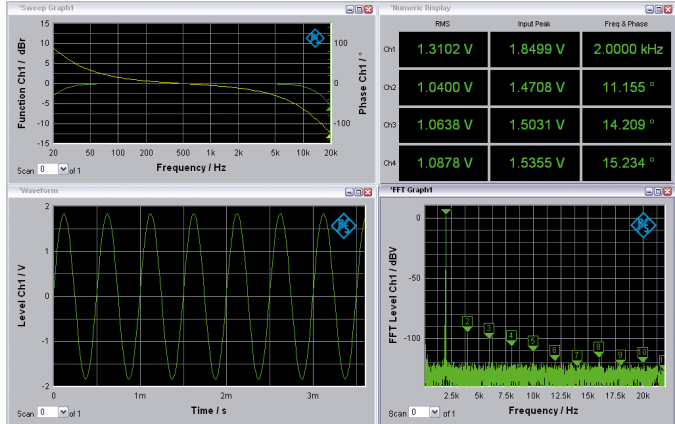 *Sweep Graph1
Function Ch1 / dBr
15
10
5
0
-5
-10
-15
100
0
-100
Phase Ch1 / °
20 50 100 200 500 1k 2k 5k 10k 20k
Scan 0 of 1
Frequency / Hz
*Numeric Display
RMS Input Peak Freq & Phase
Ch1 1.3102 V 1.8499 V 2.0000 kHz
Ch2 1.0400 V 1.4708 V 11.155 °
Ch3 1.0638 V 1.5031 V 14.209 °
Ch4 1.0878 V 1.5355 V 15.234 °
*Waveform
Level Ch1 / V
2
1
0
-1
-2
0 1m 2m 3m
Scan 0 of 1
Time / s
*FFT Graph1
FFT Level Ch1 / dBV
0
-50
-100
2 3 4 5 6 7 8 9 10 1
2.5k 5k 7.5k 10k 12.5k 15k 17.5k 20k
Scan 0 of 1
Frequency / Hz